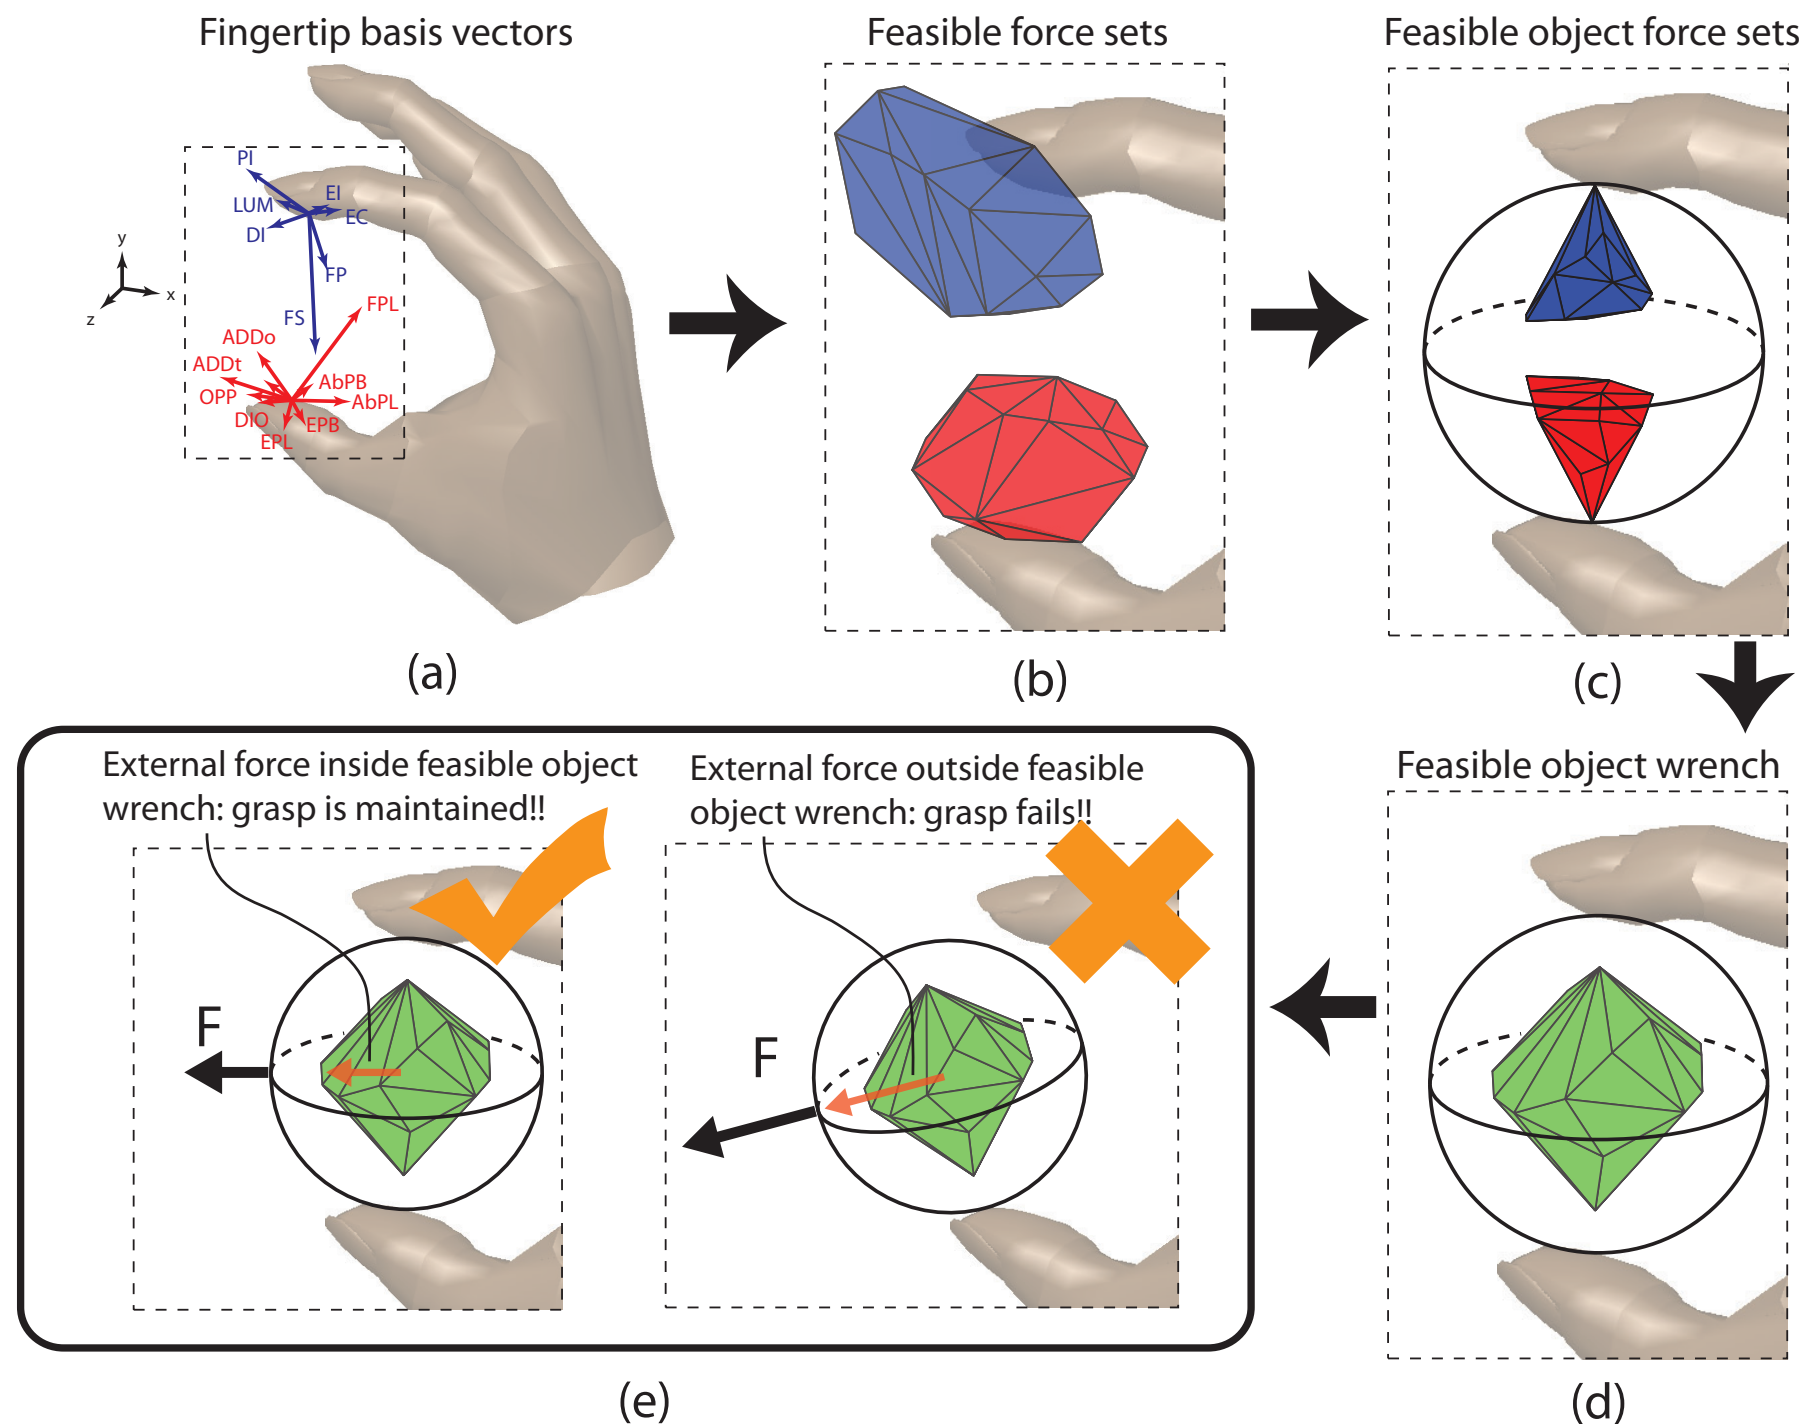 Fingertip basis vectors
Feasible force sets
Feasible object force sets
PI
EI
LUM
EC
DI
FP
y
x
z
FS
FPL
ADDo
ADDt
AbPB
OPP
AbPL
DIO
EPB
EPL
(a)
(b)
(c)
External force inside feasible object
wrench: grasp is maintained!!
External force outside feasible
object wrench: grasp fails!!
Feasible object wrench
F
F
(e)
(d)